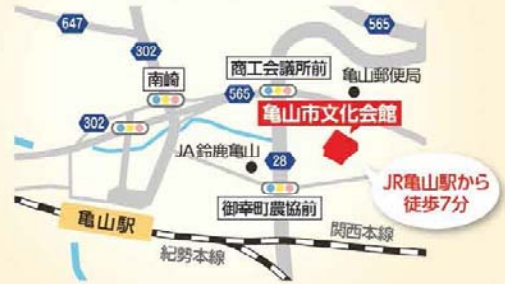 647
565
302
商工会議所前
南崎
亀山郵便局
565
亀山市文化会館
302
JA鈴鹿亀山
28
JR亀山駅から
徒歩7分
御幸町農協前
亀山駅
関西本線
紀勢本線